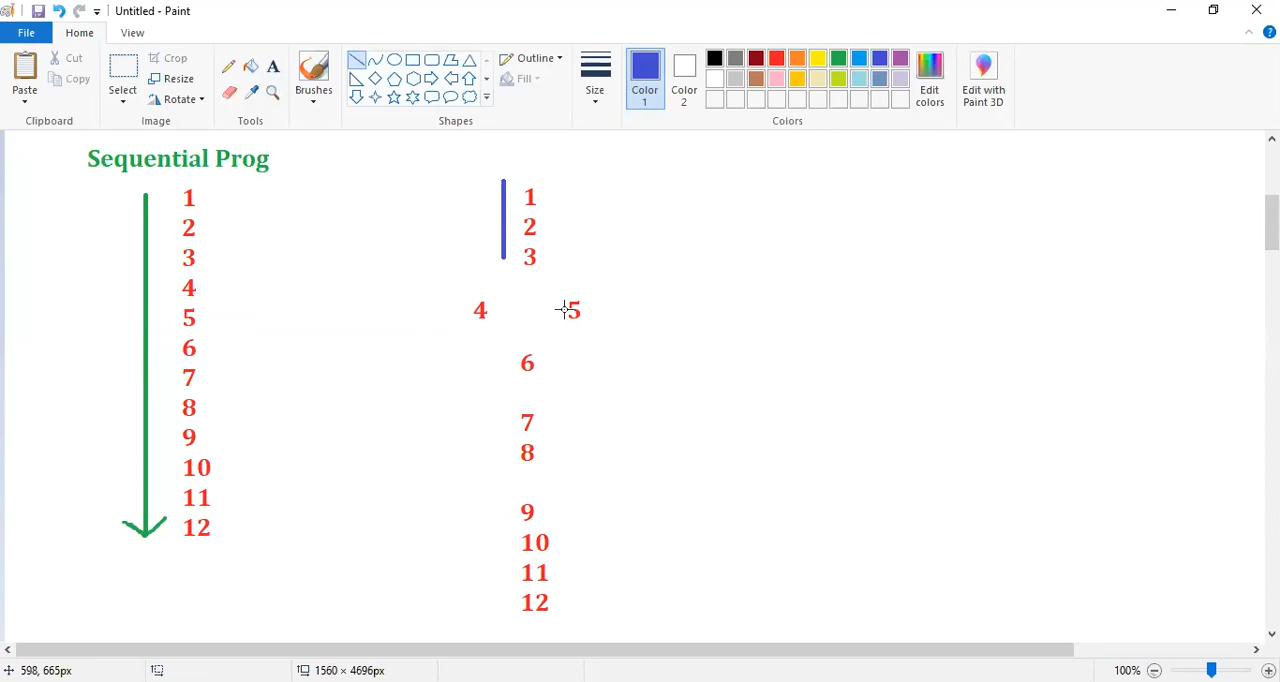 Untitled - Paint
File Home View
Paste Cut Copy Clipboard
Select Crop Resize Rotate Image
A Tools
Brushes
Outline Fill Shapes
Size
Color 1 Color 2 Edit colors Colors
Edit with Paint 3D
Sequential Prog
1
2
3
4
5
6
7
8
9
10
11
12
1
2
3
4 5
6
7
8
9
10
11
12
598, 665px 1560 × 4696px 100%